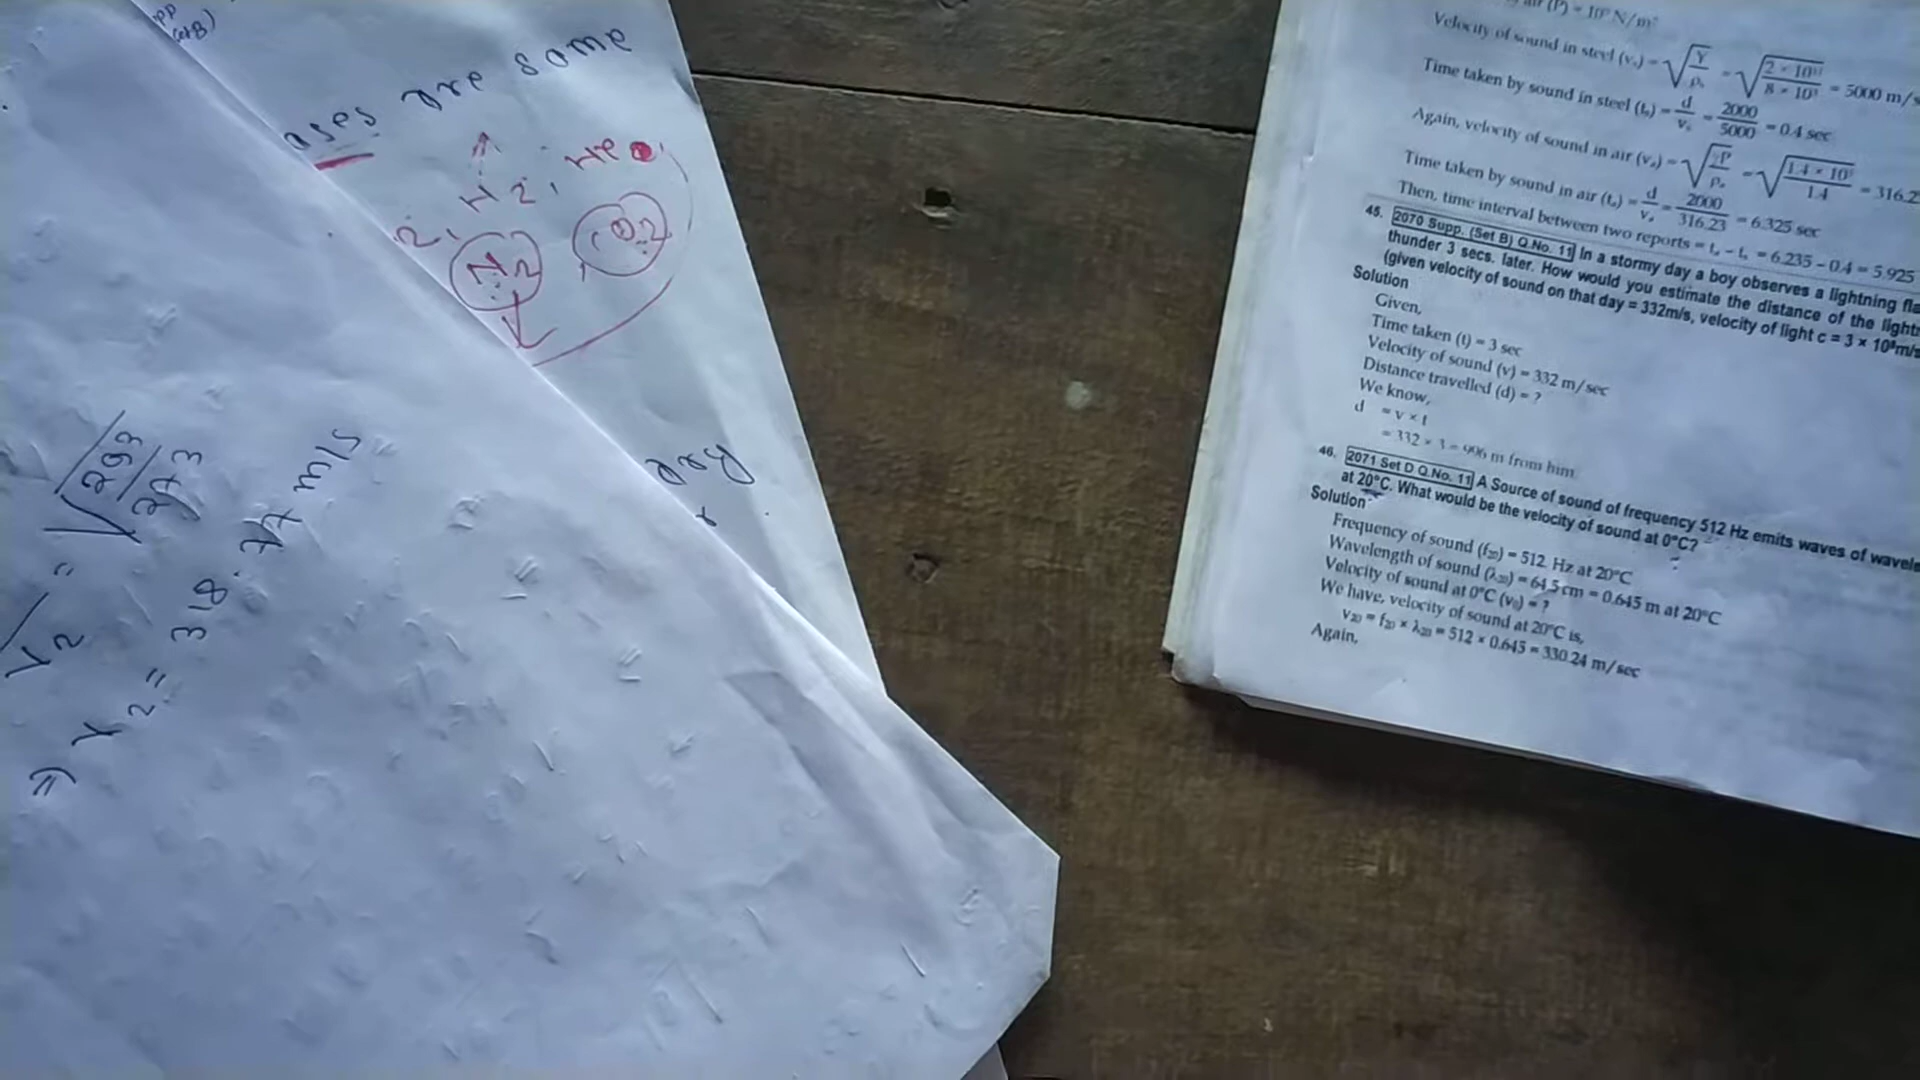 ases are same
2, H2, He
N2, O2
dry
V2 = √293/273
⇒ V2 = 318.77 m/s
air (P) = 10⁵ N/m²
Velocity of sound in steel (vₛ) = √Y/ρₛ = √2 × 10¹¹/8 × 10³ = 5000 m/s
Time taken by sound in steel (tₛ) = d/vₛ = 2000/5000 = 0.4 sec
Again, velocity of sound in air (vₐ) = √γP/ρₐ = √1.4 × 10⁵/1.4 = 316.2
Time taken by sound in air (tₐ) = d/vₐ = 2000/316.23 = 6.325 sec
Then, time interval between two reports = tₐ − tₛ = 6.235 − 0.4 = 5.925
45. 2070 Supp. (Set B) Q.No. 11 In a stormy day a boy observes a lightning fla
thunder 3 secs. later. How would you estimate the distance of the light
(given velocity of sound on that day = 332m/s, velocity of light c = 3 × 10⁸m/s
Solution
Given,
Time taken (t) = 3 sec
Velocity of sound (v) = 332 m/sec
Distance travelled (d) = ?
We know,
d = v × t
= 332 × 3 = 996 m from him
46. 2071 Set D Q.No. 11 A Source of sound of frequency 512 Hz emits waves of wavele
at 20°C. What would be the velocity of sound at 0°C?
Solution
Frequency of sound (f₂₀) = 512 Hz at 20°C
Wavelength of sound (λ₂₀) = 64.5 cm = 0.645 m at 20°C
Velocity of sound at 0°C (v₀) = ?
We have, velocity of sound at 20°C is,
v₂₀ = f₂₀ × λ₂₀ = 512 × 0.645 = 330.24 m/sec
Again,